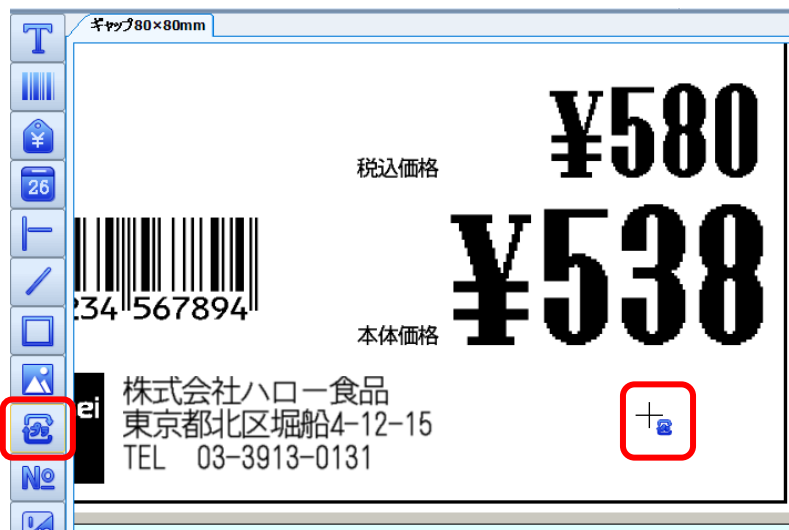 ギャップ80×80mm
T
¥
26
税込価格 ¥580
234 567894
本体価格 ¥538
ei
株式会社ハロー食品
東京都北区堀船4-12-15
TEL 03-3913-0131
Nº